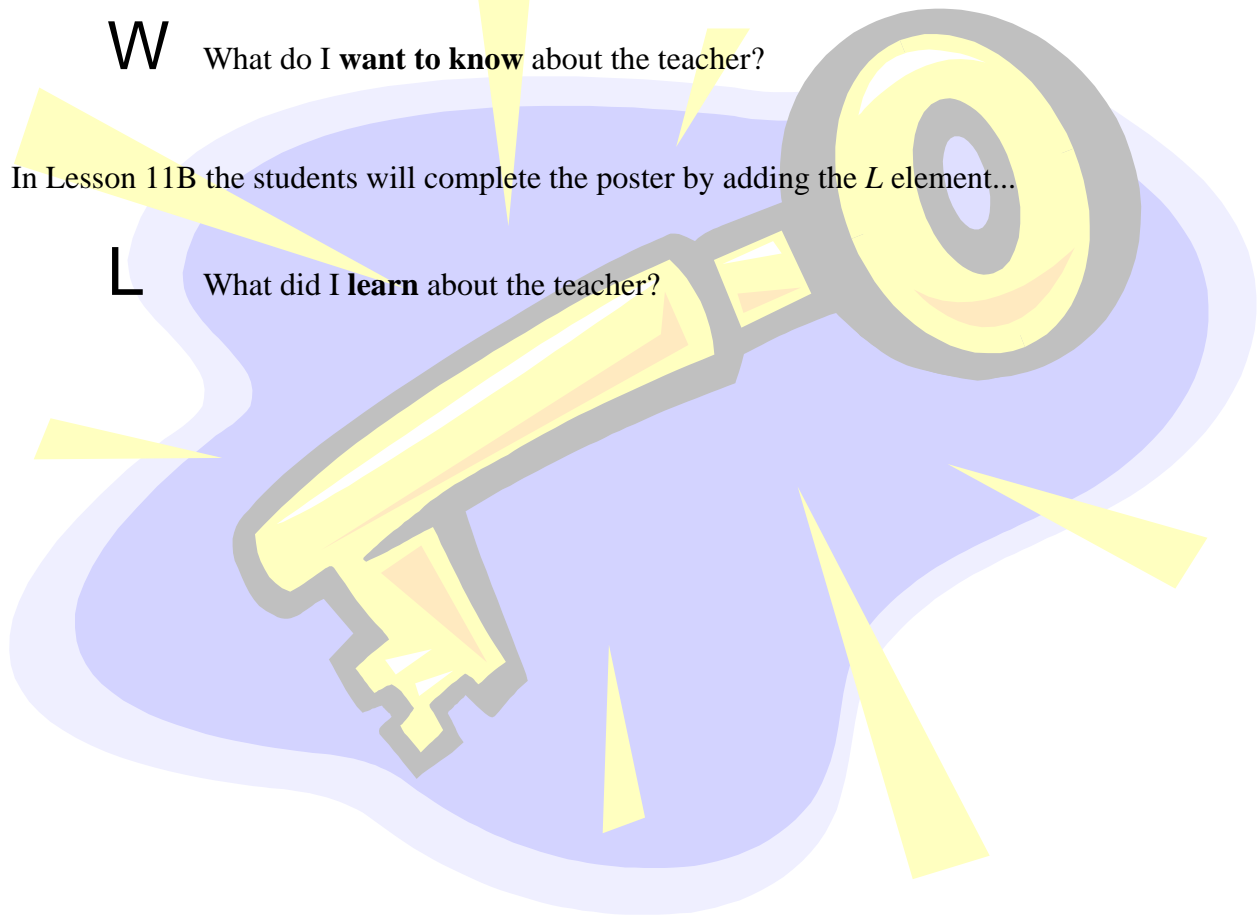 W What do I want to know about the teacher?
In Lesson 11B the students will complete the poster by adding the L element...
L What did I learn about the teacher?